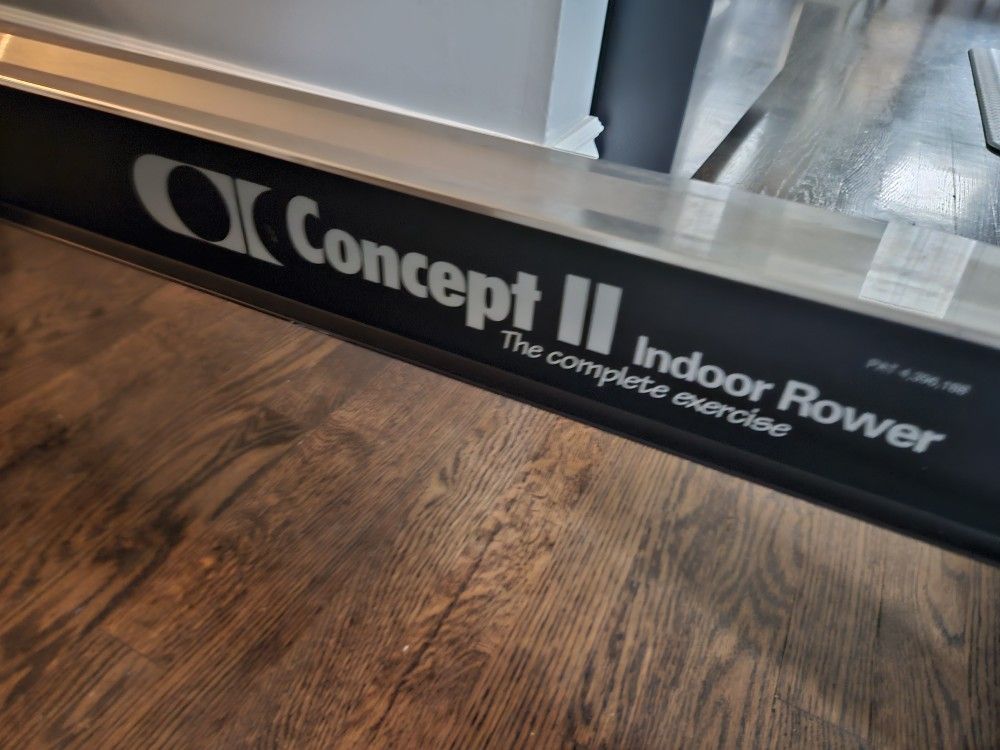 Concept II Indoor Rower
The complete exercise